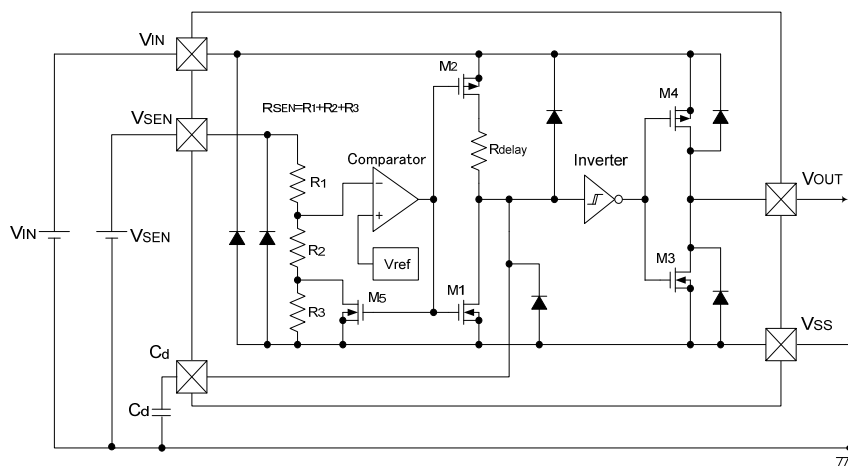 VIN
M2
M4
RSEN=R1+R2+R3
VSEN
Rdelay
Comparator
Inverter
R1
VOUT
−
+
VIN
VSEN
R2
Vref
M3
M5
M1
R3
VSS
Cd
Cd